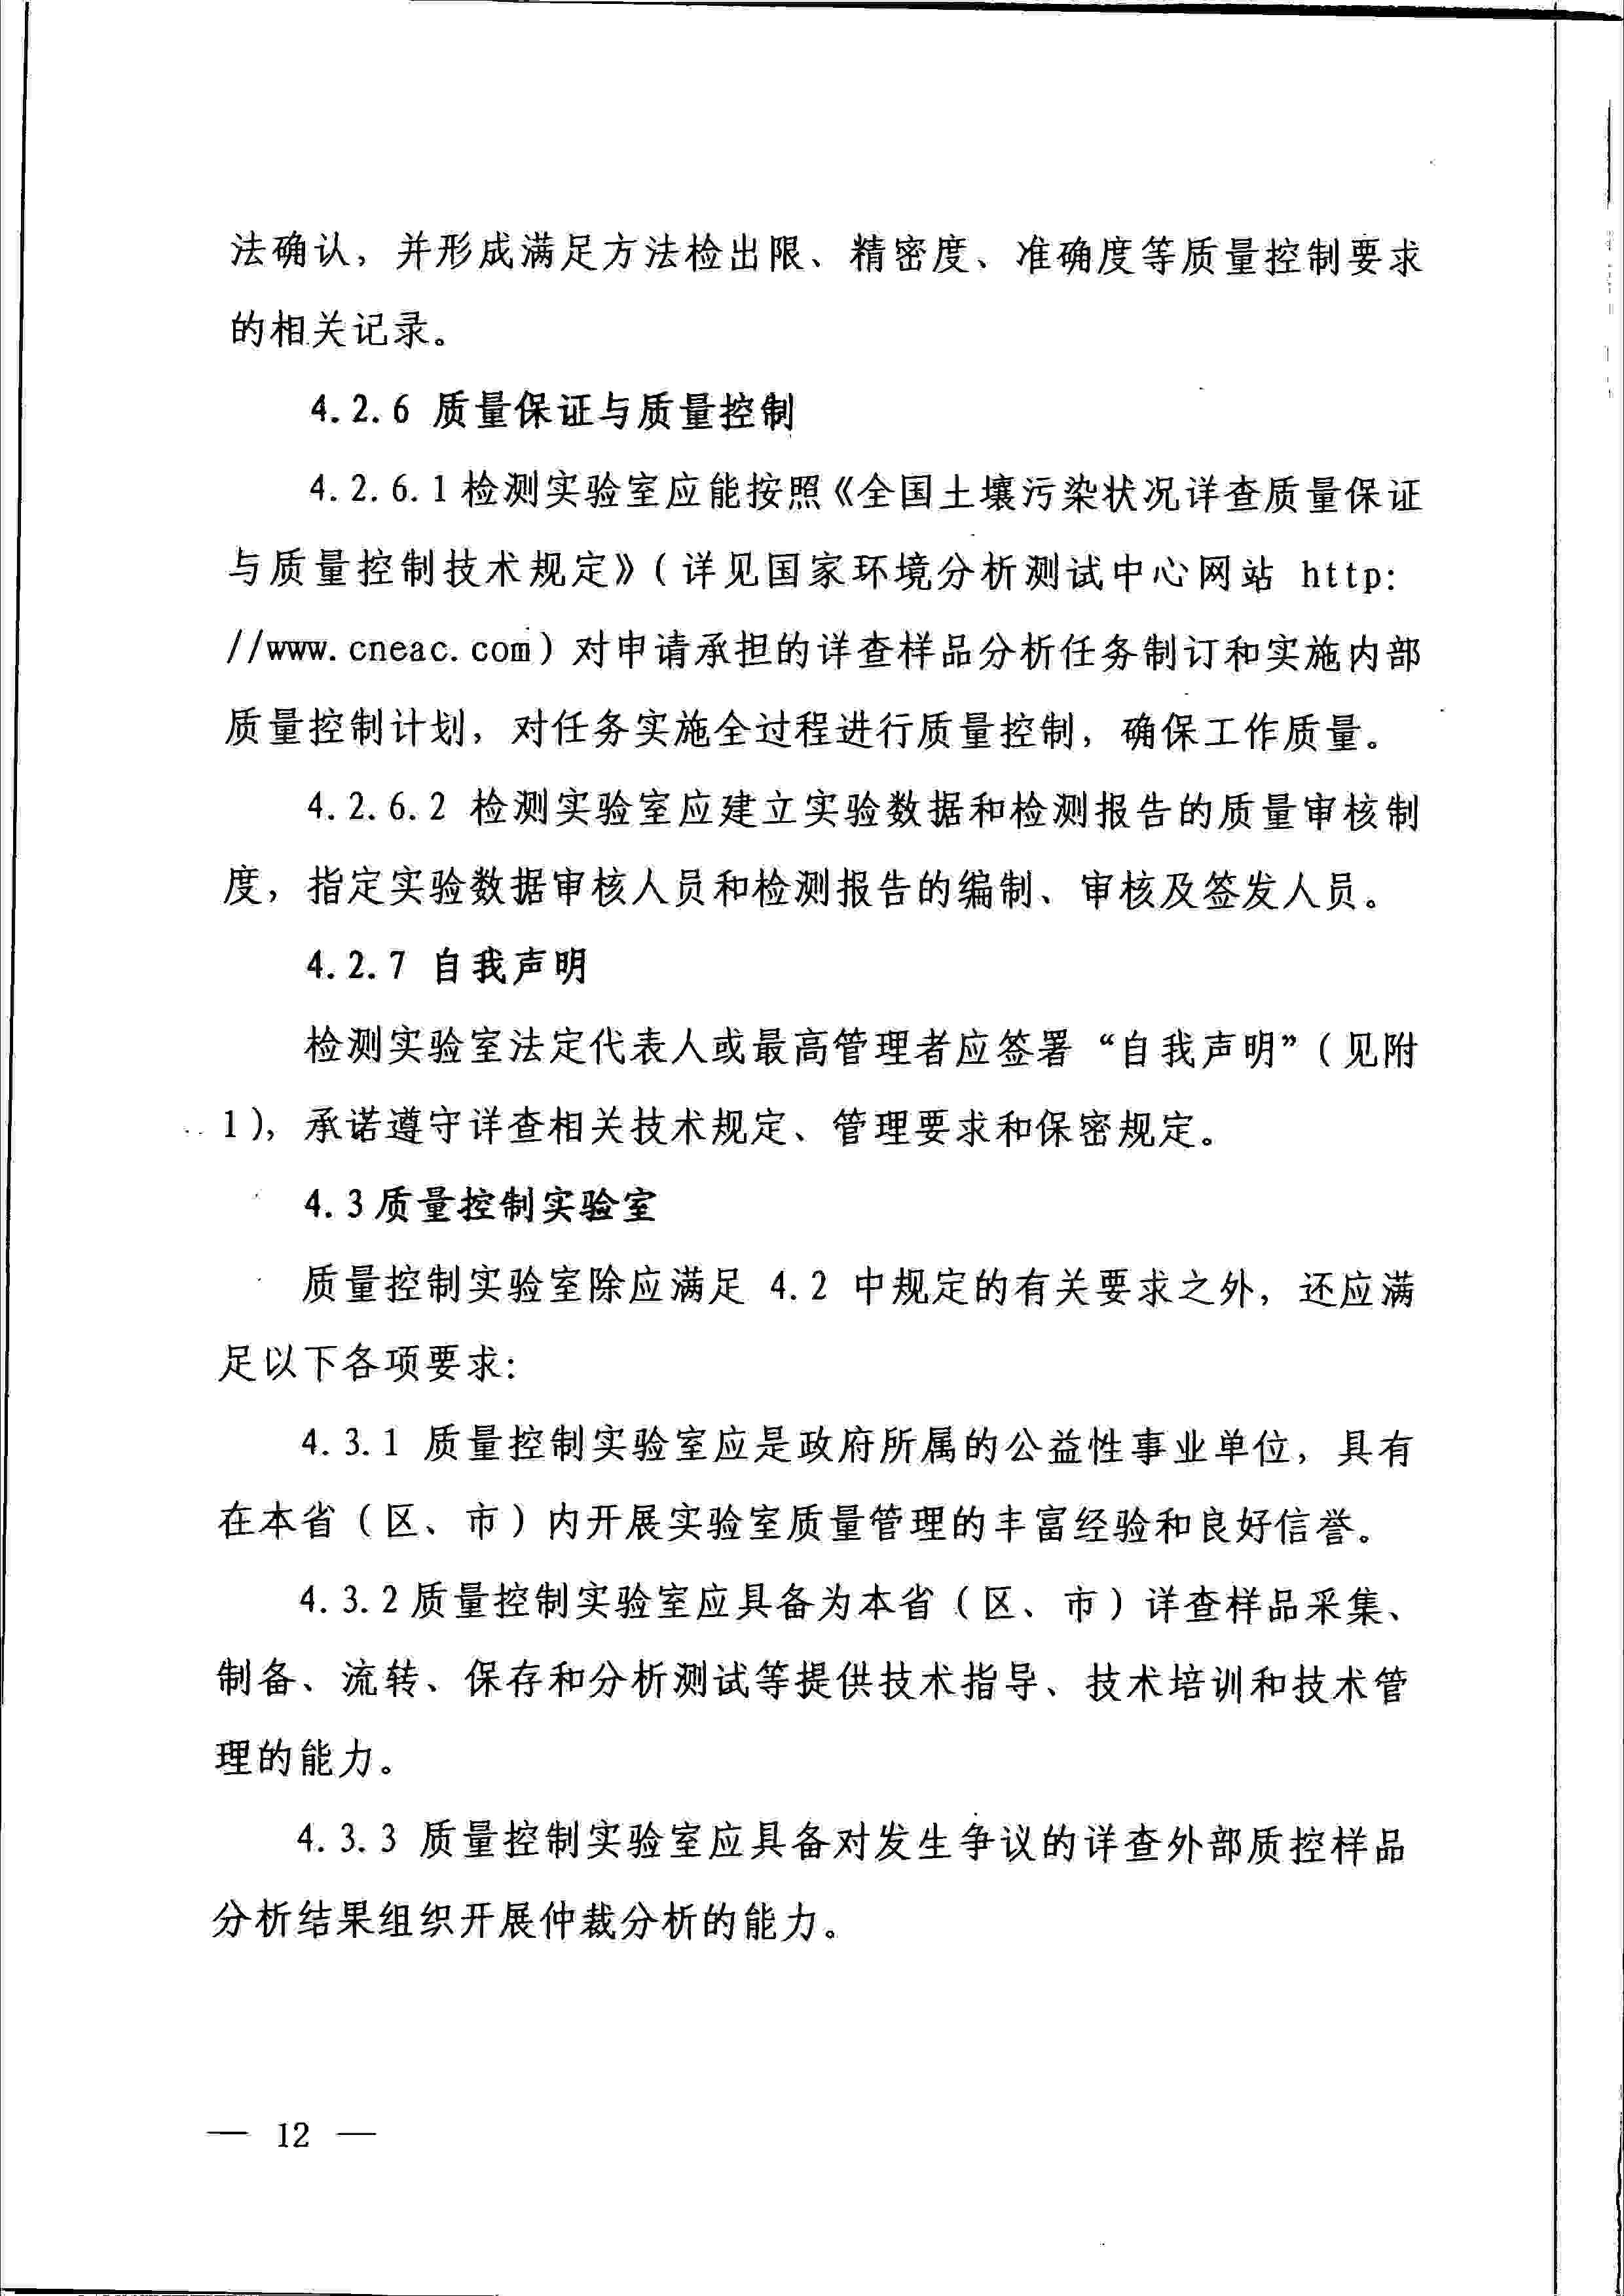 法确认，并形成满足方法检出限、精密度、准确度等质量控制要求
的相关记录。
4.2.6 质量保证与质量控制
4.2.6.1检测实验室应能按照《全国土壤污染状况详查质量保证
与质量控制技术规定》（详见国家环境分析测试中心网站 http:
//www.cneac.com）对申请承担的详查样品分析任务制订和实施内部
质量控制计划，对任务实施全过程进行质量控制，确保工作质量。
4.2.6.2 检测实验室应建立实验数据和检测报告的质量审核制
度，指定实验数据审核人员和检测报告的编制、审核及签发人员。
4.2.7 自我声明
检测实验室法定代表人或最高管理者应签署“自我声明”（见附
1），承诺遵守详查相关技术规定、管理要求和保密规定。
4.3质量控制实验室
质量控制实验室除应满足 4.2 中规定的有关要求之外，还应满
足以下各项要求：
4.3.1 质量控制实验室应是政府所属的公益性事业单位，具有
在本省（区、市）内开展实验室质量管理的丰富经验和良好信誉。
4.3.2质量控制实验室应具备为本省（区、市）详查样品采集、
制备、流转、保存和分析测试等提供技术指导、技术培训和技术管
理的能力。
4.3.3 质量控制实验室应具备对发生争议的详查外部质控样品
分析结果组织开展仲裁分析的能力。
— 12 —